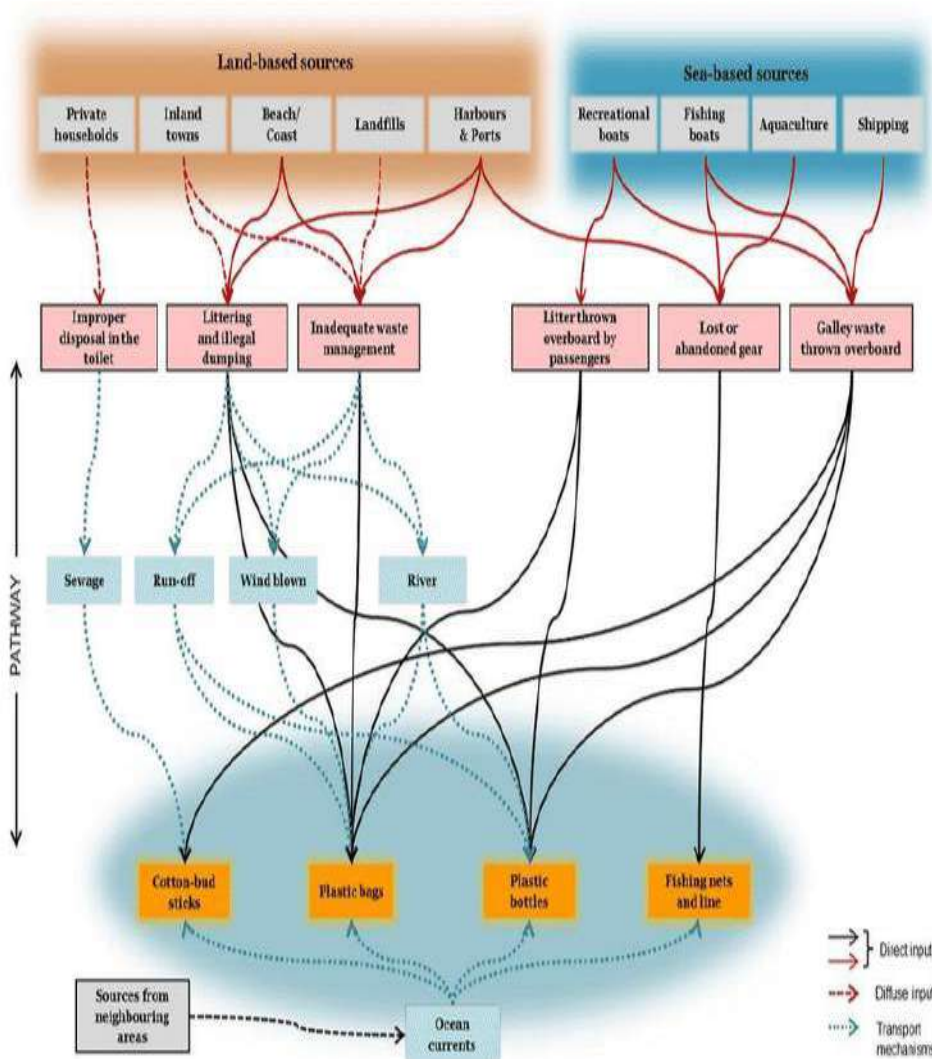 Land-based sources
Sea-based sources
Private
households
Inland
towns
Beach/
Coast
Landfills
Harbours
& Ports
Recreational
boats
Fishing
boats
Aquaculture
Shipping
Improper
disposal in the
toilet
Littering
and illegal
dumping
Inadequate waste
management
Litter thrown
overboard by
passengers
Lost or
abandoned gear
Galley waste
thrown overboard
PATHWAY
Sewage
Run-off
Wind blown
River
Cotton-bud
sticks
Plastic bags
Plastic
bottles
Fishing nets
and line
Direct input
Diffuse input
Transport
mechanisms
Sources from
neighbouring
areas
Ocean
currents